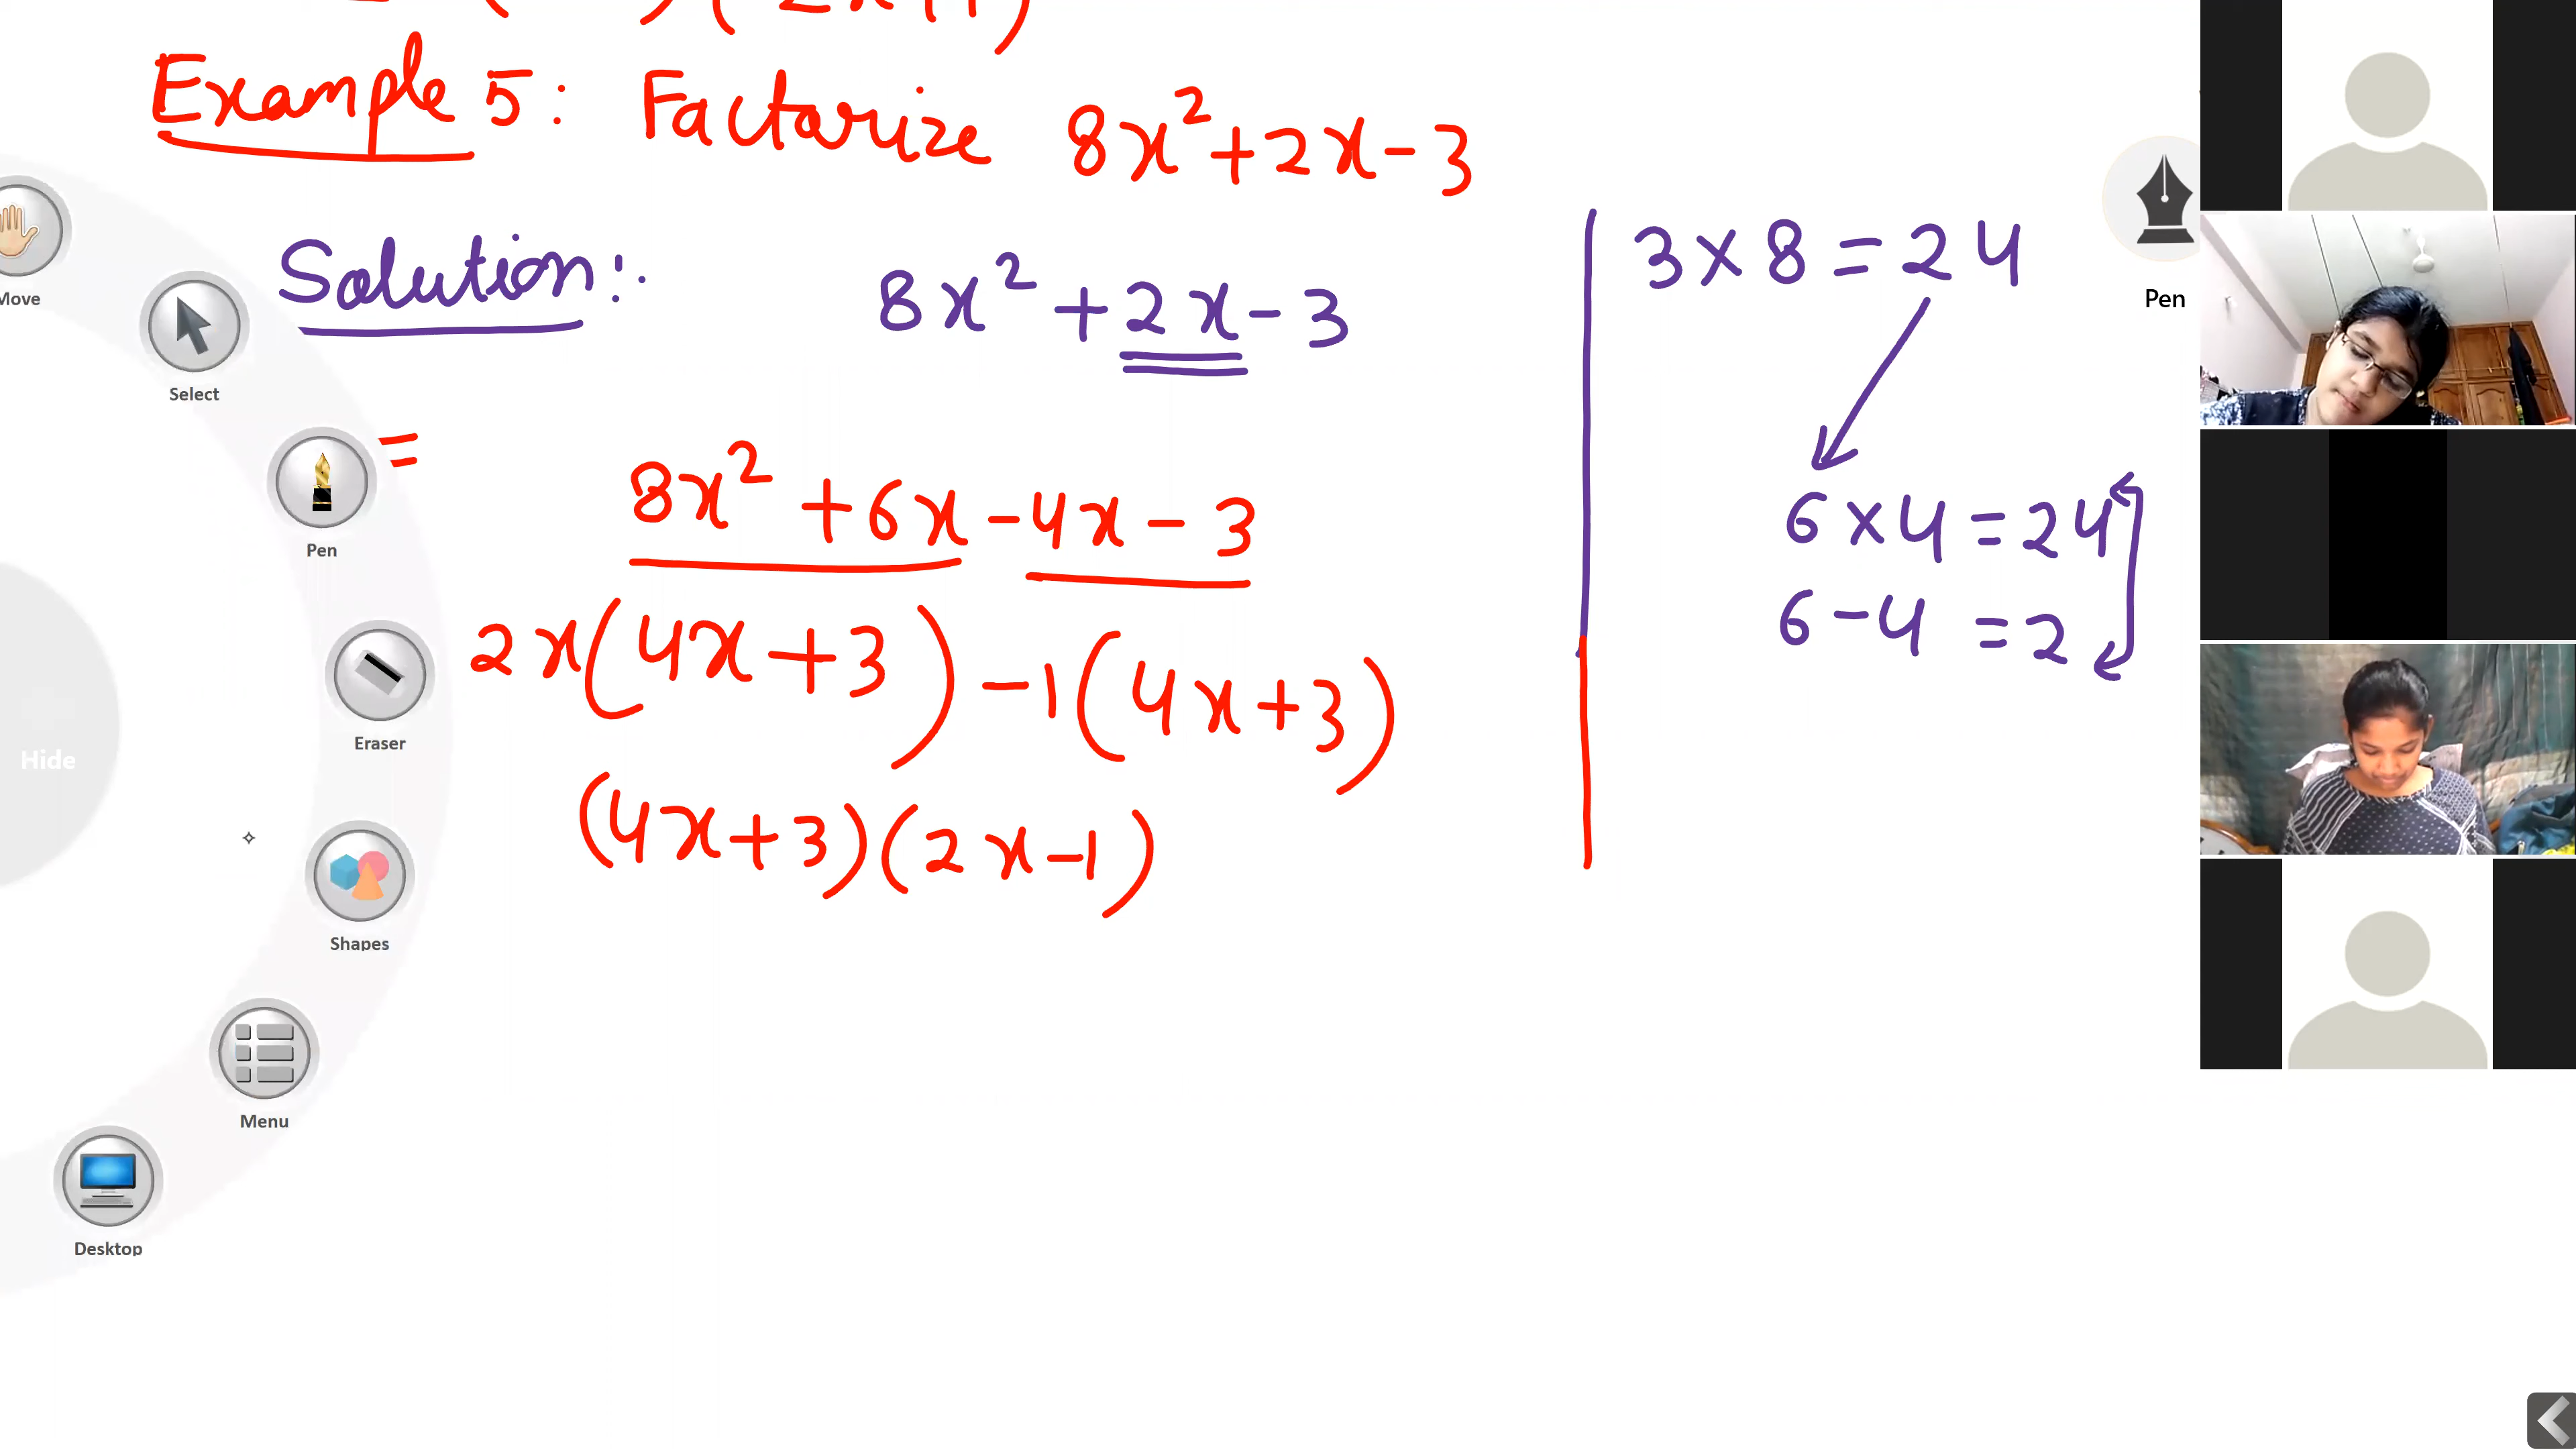 (2x+1)
Example 5: Factorize 8x²+2x-3
Solution:
8x² + 2x - 3
=
8x² + 6x - 4x - 3
2x(4x+3) - 1(4x+3)
(4x+3)(2x-1)
3 × 8 = 24
6 × 4 = 24
6 - 4 = 2
Move
Select
Pen
Eraser
Hide
Shapes
Menu
Desktop
Pen